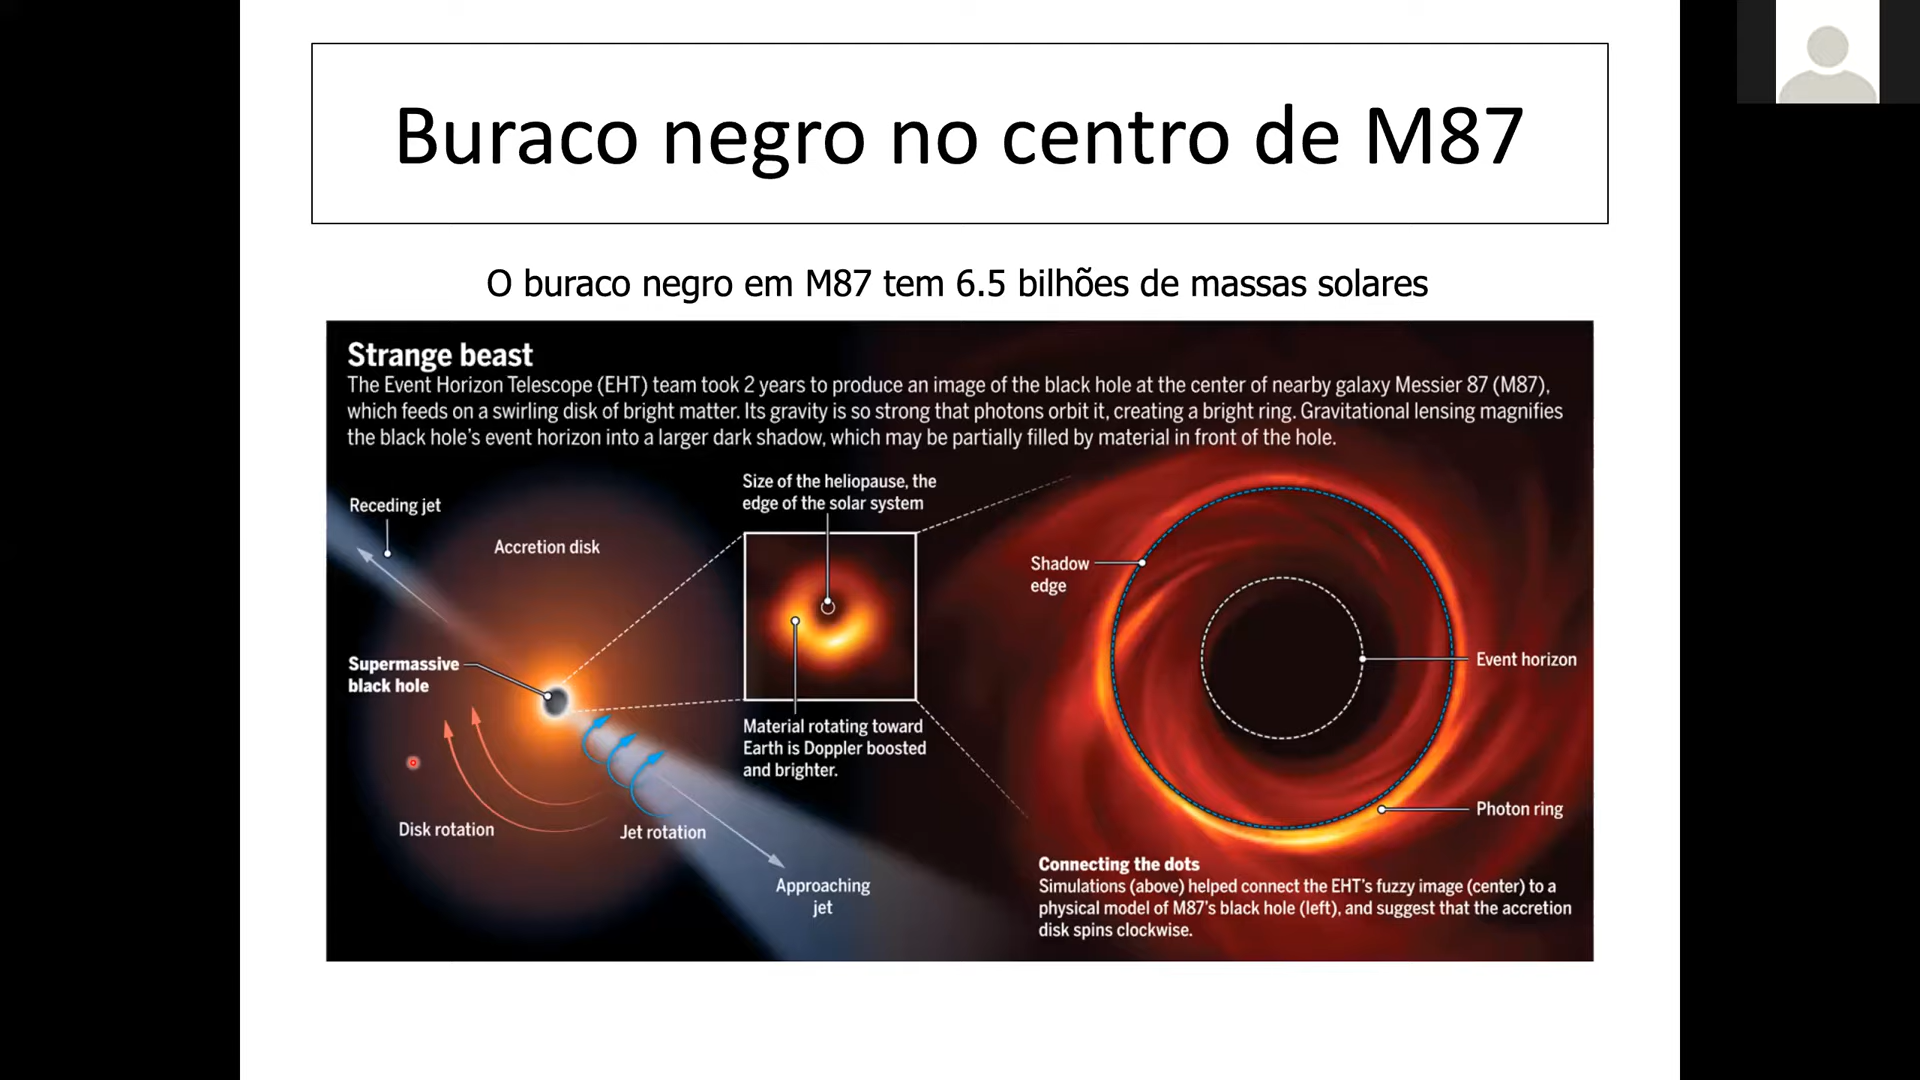 Buraco negro no centro de M87
O buraco negro em M87 tem 6.5 bilhões de massas solares
Strange beast
The Event Horizon Telescope (EHT) team took 2 years to produce an image of the black hole at the center of nearby galaxy Messier 87 (M87),
which feeds on a swirling disk of bright matter. Its gravity is so strong that photons orbit it, creating a bright ring. Gravitational lensing magnifies
the black hole's event horizon into a larger dark shadow, which may be partially filled by material in front of the hole.
Receding jet
Accretion disk
Supermassive
black hole
Disk rotation
Jet rotation
Approaching
jet
Size of the heliopause, the
edge of the solar system
Material rotating toward
Earth is Doppler boosted
and brighter.
Shadow
edge
Event horizon
Photon ring
Connecting the dots
Simulations (above) helped connect the EHT's fuzzy image (center) to a
physical model of M87's black hole (left), and suggest that the accretion
disk spins clockwise.